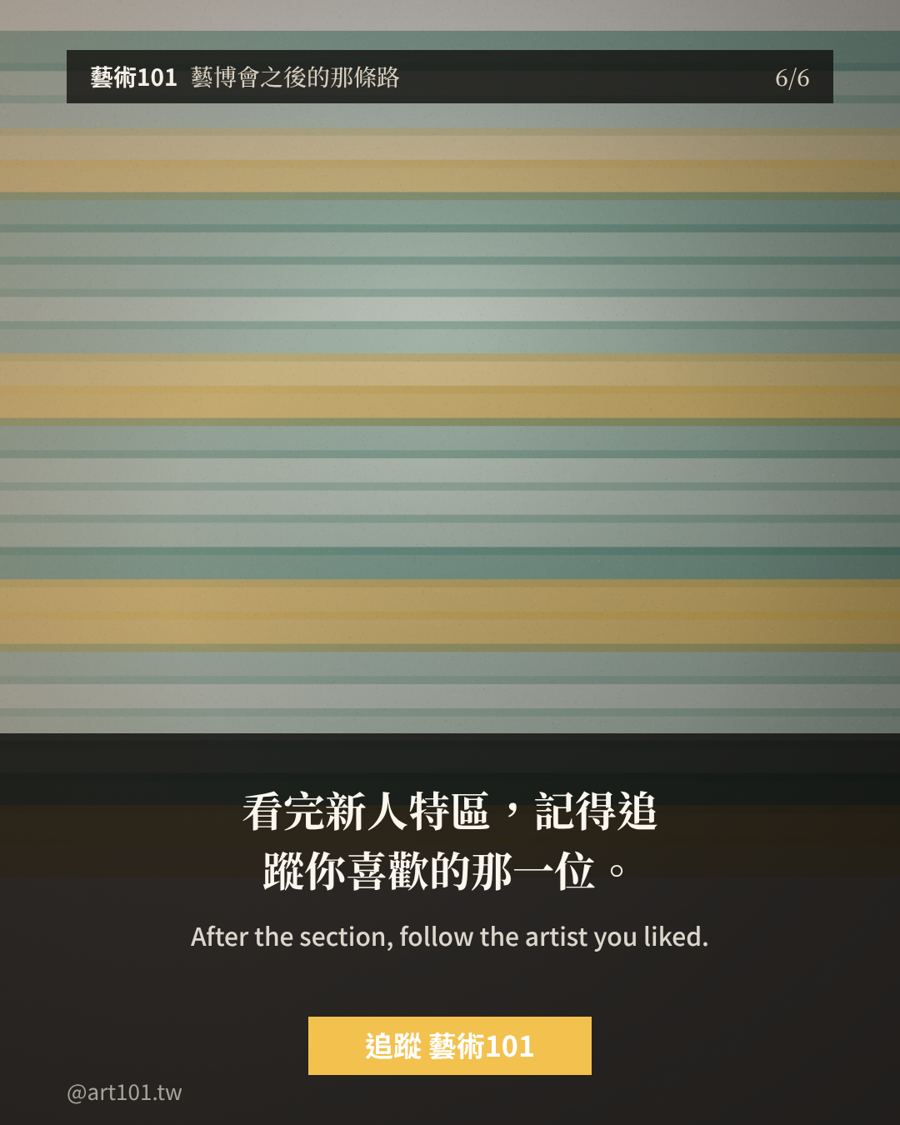 藝術101 藝博會之後的那條路 6/6
看完新人特區，記得追
蹤你喜歡的那一位。
After the section, follow the artist you liked.
追蹤 藝術101
@art101.tw